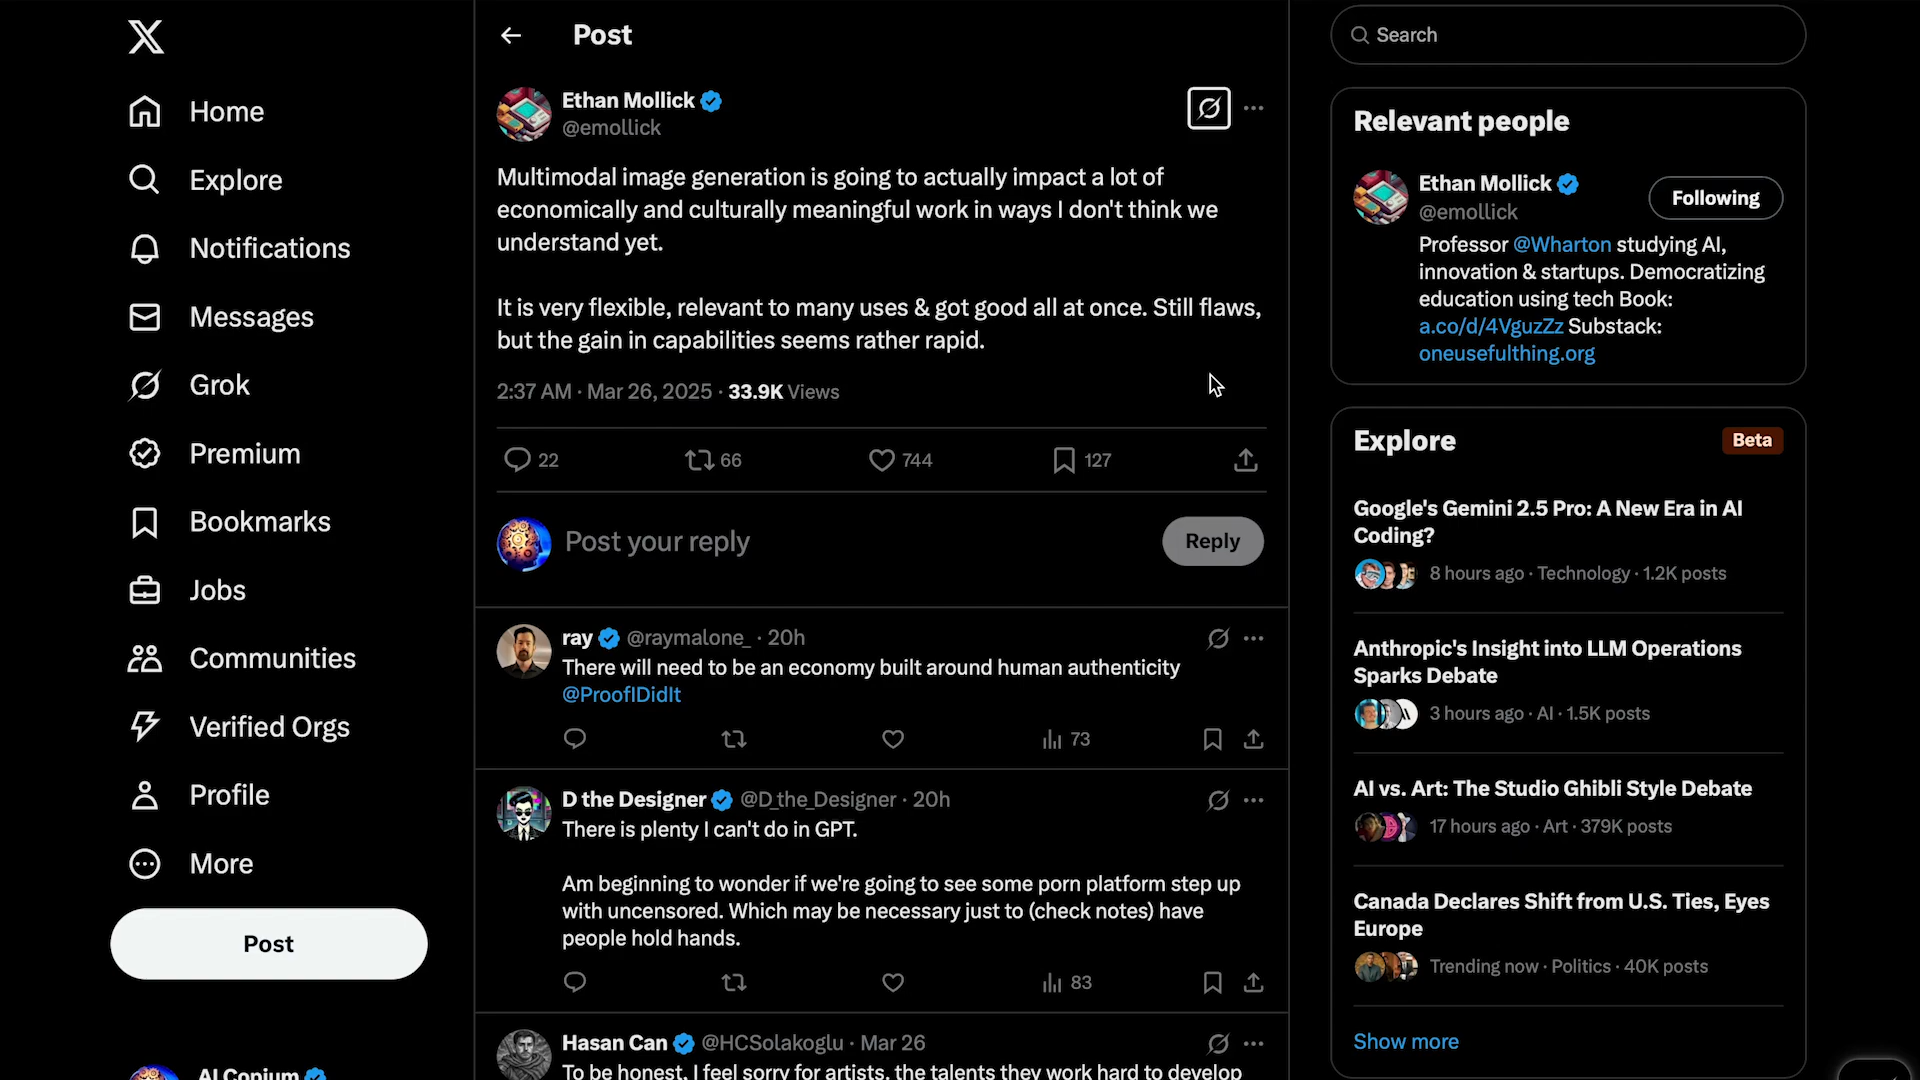 Home
Explore
Notifications
Messages
Grok
Premium
Bookmarks
Jobs
Communities
Verified Orgs
Profile
More
Post
AI Copium
Post
Ethan Mollick
@emollick
Multimodal image generation is going to actually impact a lot of
economically and culturally meaningful work in ways I don't think we
understand yet.
It is very flexible, relevant to many uses & got good all at once. Still flaws,
but the gain in capabilities seems rather rapid.
2:37 AM · Mar 26, 2025 · 33.9K Views
22 66 744 127
Post your reply
Reply
ray @raymalone_ · 20h
There will need to be an economy built around human authenticity
@ProofIDidIt
73
D the Designer @D_the_Designer · 20h
There is plenty I can't do in GPT.
Am beginning to wonder if we're going to see some porn platform step up
with uncensored. Which may be necessary just to (check notes) have
people hold hands.
83
Hasan Can @HCSolakoglu · Mar 26
To be honest, I feel sorry for artists, the talents they work hard to develop
Search
Relevant people
Ethan Mollick
@emollick
Following
Professor @Wharton studying AI,
innovation & startups. Democratizing
education using tech Book:
a.co/d/4VguzZz Substack:
oneusefulthing.org
Explore
Beta
Google's Gemini 2.5 Pro: A New Era in AI
Coding?
8 hours ago · Technology · 1.2K posts
Anthropic's Insight into LLM Operations
Sparks Debate
3 hours ago · AI · 1.5K posts
AI vs. Art: The Studio Ghibli Style Debate
17 hours ago · Art · 379K posts
Canada Declares Shift from U.S. Ties, Eyes
Europe
Trending now · Politics · 40K posts
Show more